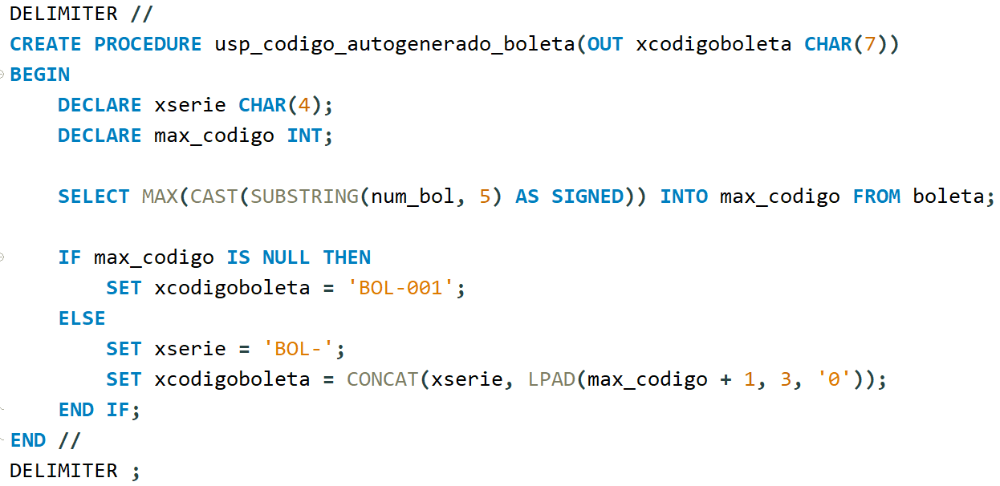 DELIMITER //
CREATE PROCEDURE usp_codigo_autogenerado_boleta(OUT xcodigoboleta CHAR(7))
BEGIN
    DECLARE xserie CHAR(4);
    DECLARE max_codigo INT;

    SELECT MAX(CAST(SUBSTRING(num_bol, 5) AS SIGNED)) INTO max_codigo FROM boleta;

    IF max_codigo IS NULL THEN
        SET xcodigoboleta = 'BOL-001';
    ELSE
        SET xserie = 'BOL-';
        SET xcodigoboleta = CONCAT(xserie, LPAD(max_codigo + 1, 3, '0'));
    END IF;
END //
DELIMITER ;